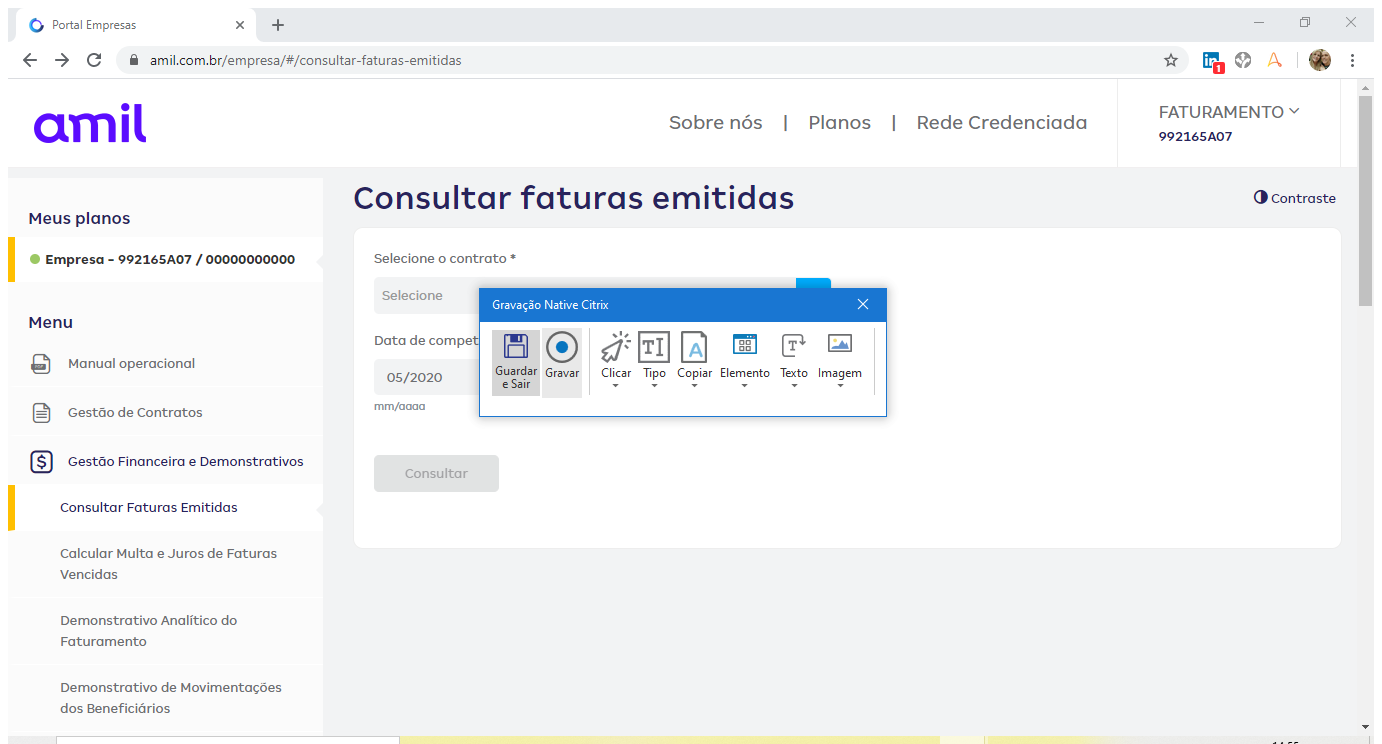 Portal Empresas
amil.com.br/empresa/#/consultar-faturas-emitidas
in
1
amil
Sobre nós | Planos | Rede Credenciada
FATURAMENTO
992165A07
Meus planos
Empresa - 992165A07 / 00000000000
Menu
Manual operacional
Gestão de Contratos
Gestão Financeira e Demonstrativos
Consultar Faturas Emitidas
Calcular Multa e Juros de Faturas
Vencidas
Demonstrativo Analítico do
Faturamento
Demonstrativo de Movimentações
dos Beneficiários
Consultar faturas emitidas
Contraste
Selecione o contrato *
Selecione
Data de compet
05/2020
mm/aaaa
Consultar
Gravação Native Citrix
Guardar
e Sair
Gravar
Clicar
Tipo
Copiar
Elemento
Texto
Imagem